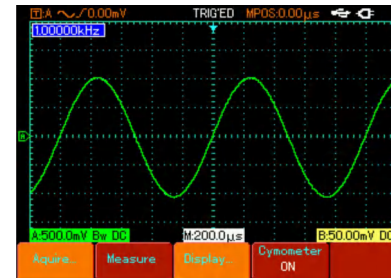 T:A 0.00mV TRIG'ED MPOS:0.00μs
1.00000kHz
A:500.0mV Bw DC M:200.0μs B:50.00mV DC
Aquire... Measure Display... Cymometer
ON